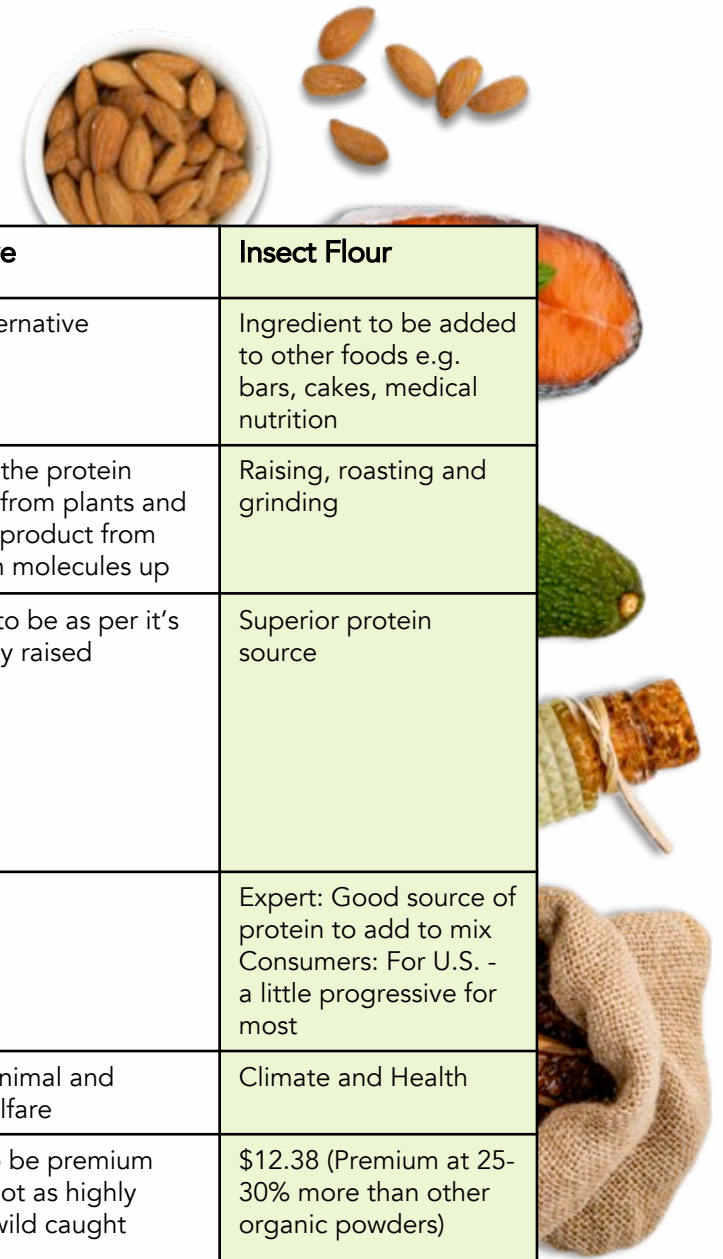 e
Insect Flour
ernative
Ingredient to be added
to other foods e.g.
bars, cakes, medical
nutrition
the protein
from plants and
product from
molecules up
Raising, roasting and
grinding
to be as per it's
y raised
Superior protein
source
Expert: Good source of
protein to add to mix
Consumers: For U.S. -
a little progressive for
most
nimal and
lfare
Climate and Health
be premium
ot as highly
wild caught
$12.38 (Premium at 25-
30% more than other
organic powders)